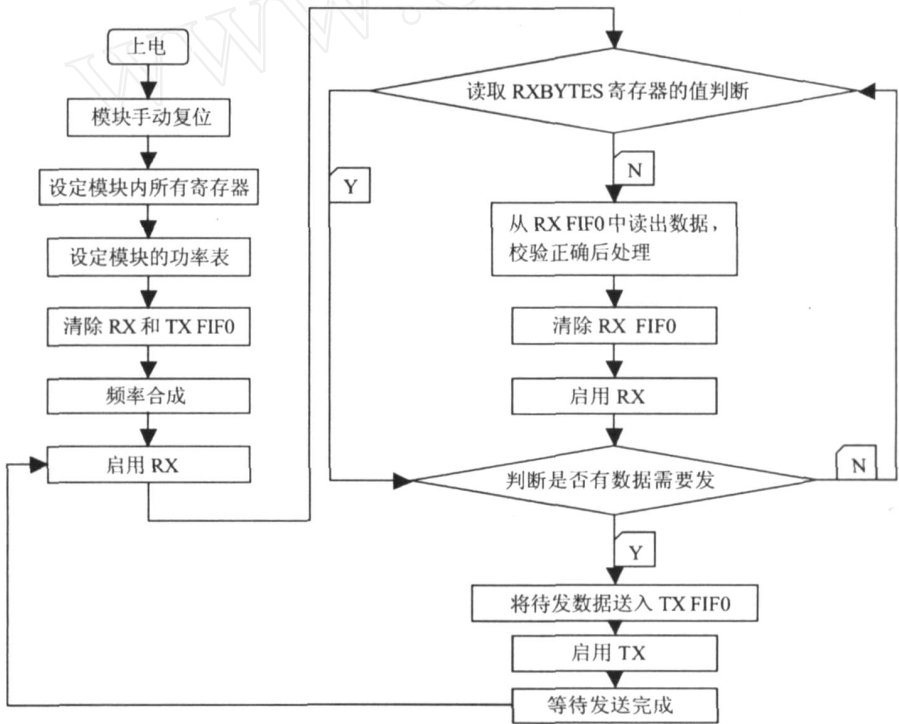 上电
模块手动复位
设定模块内所有寄存器
设定模块的功率表
清除 RX 和 TX FIF0
频率合成
启用 RX
读取 RXBYTES 寄存器的值判断
Y
N
从 RX FIF0 中读出数据，
校验正确后处理
清除 RX FIF0
启用 RX
判断是否有数据需要发
N
Y
将待发数据送入 TX FIF0
启用 TX
等待发送完成